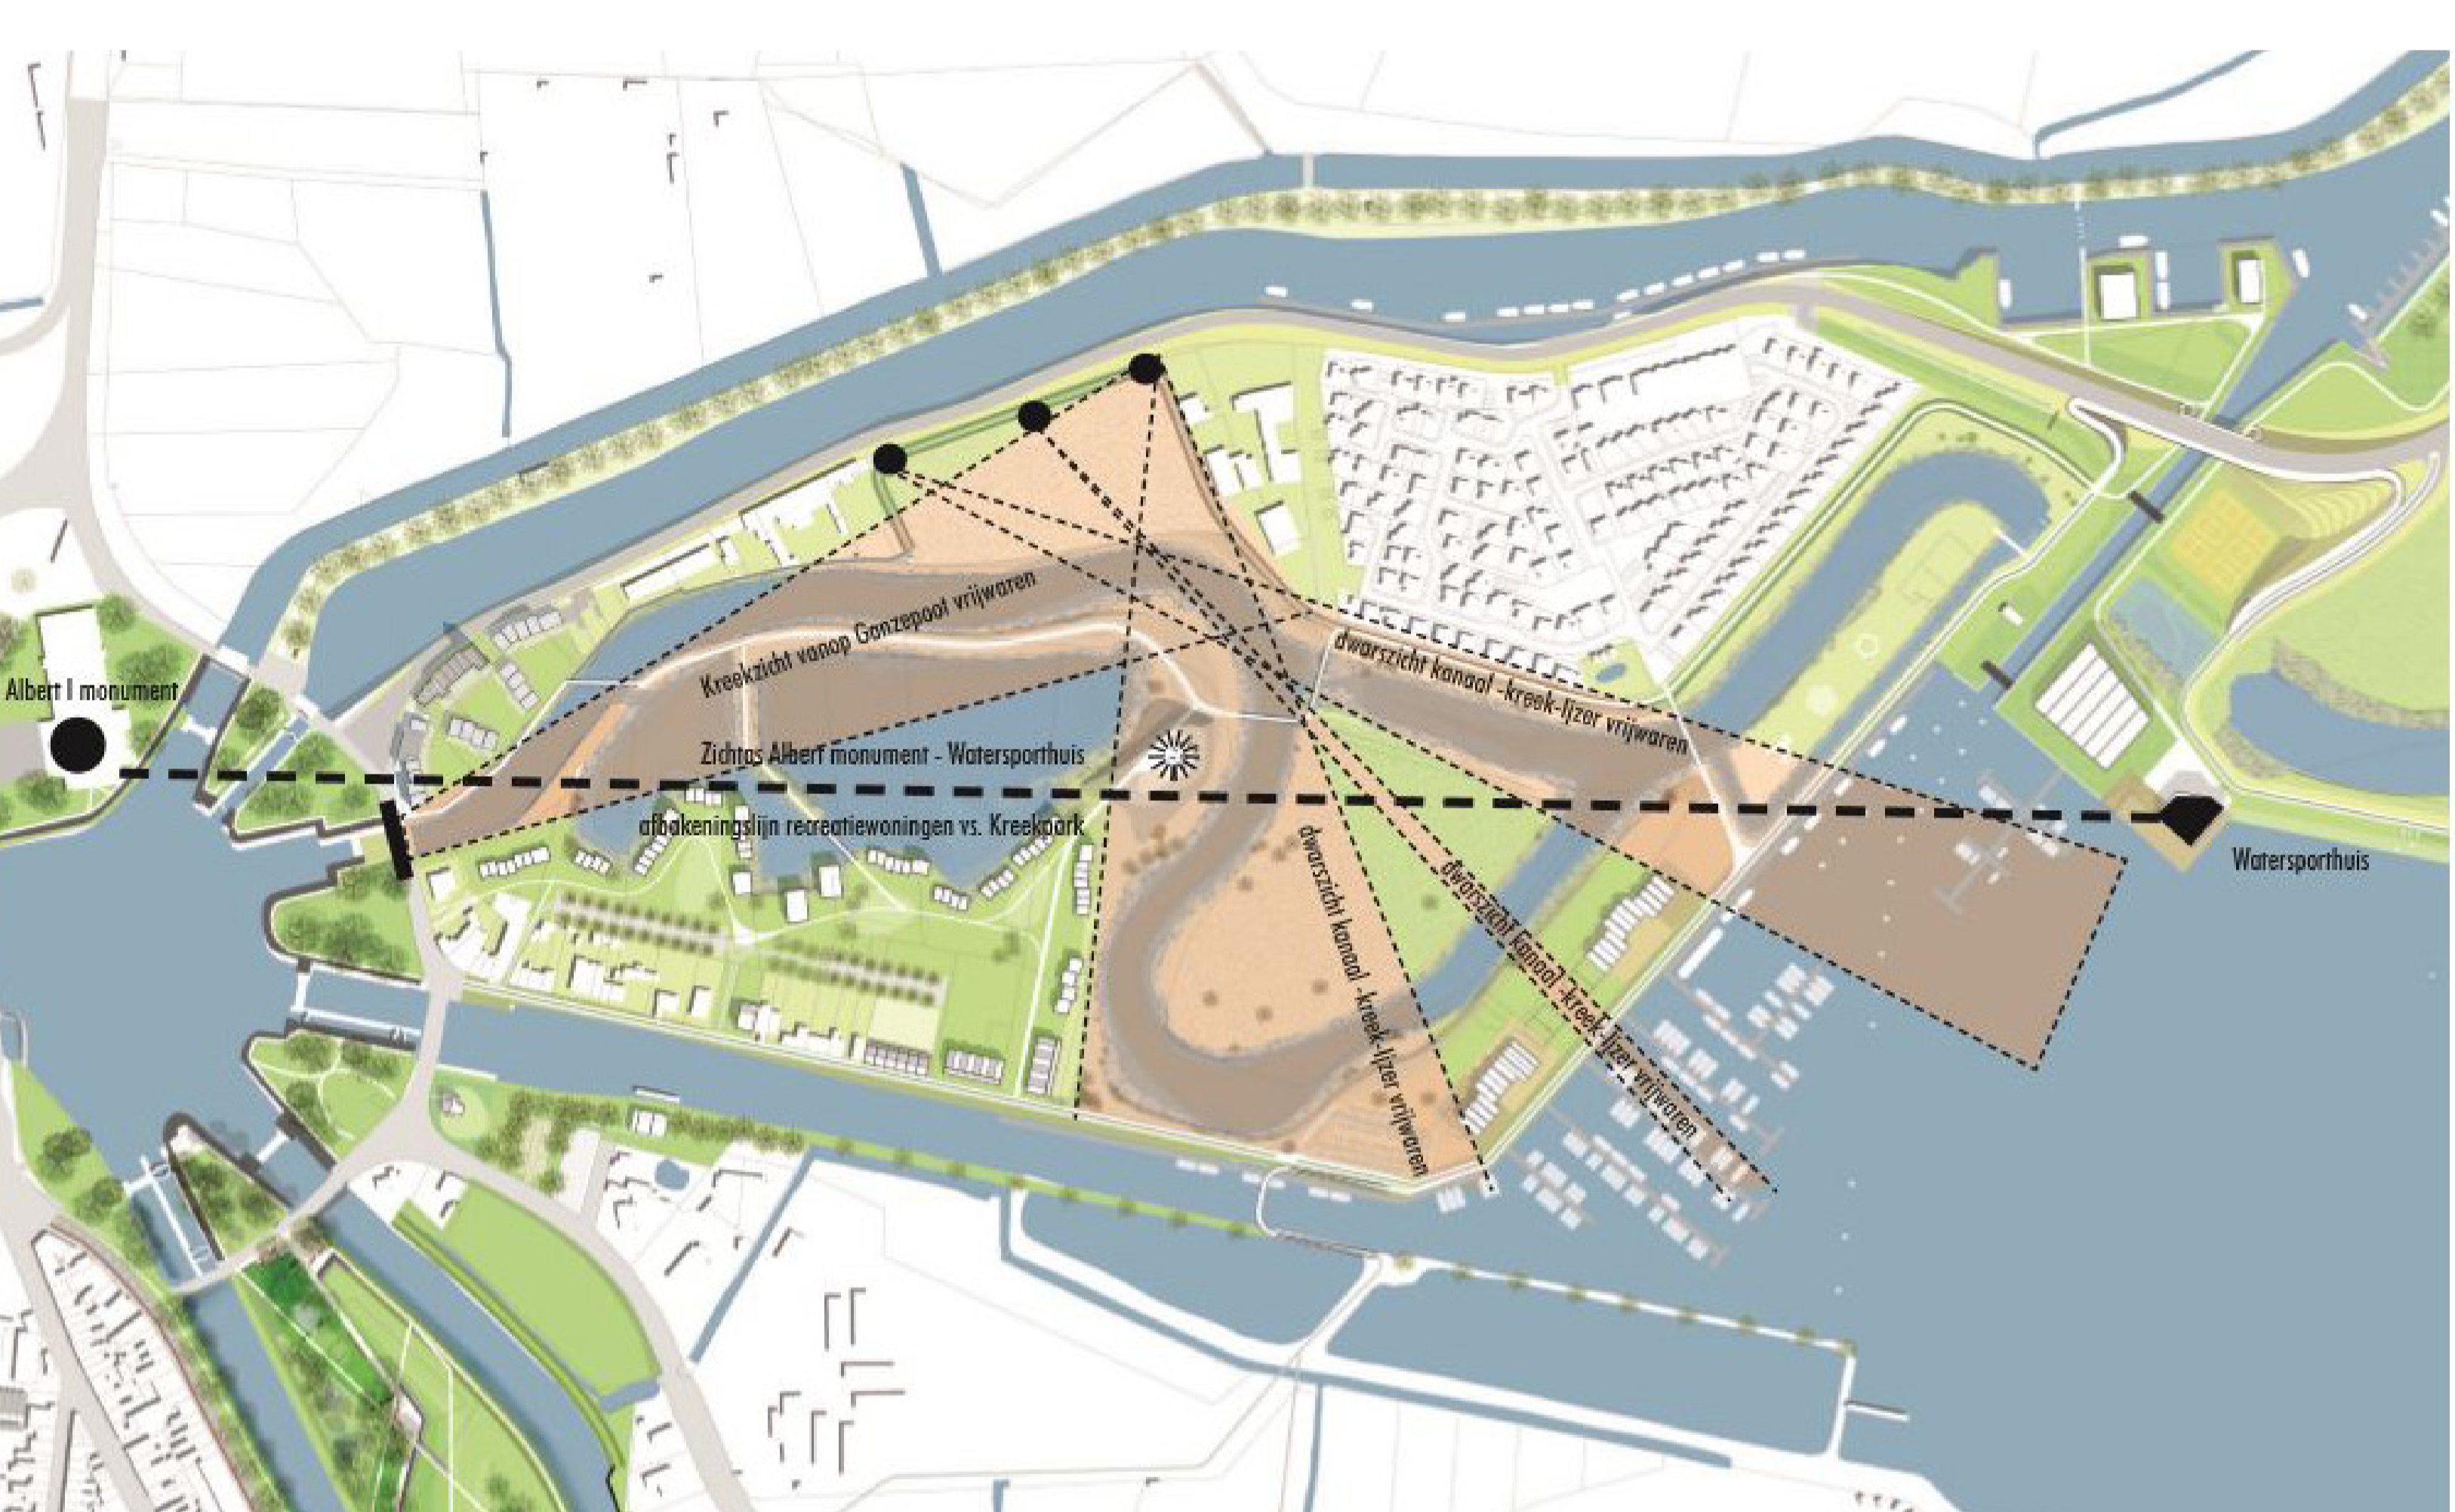 Albert I monument
Kreekzicht vanop Ganzepoot vrijwaren
Zichtas Albert monument - Watersporthuis
afbakeningslijn recreatiewoningen vs. Kreekpark
dwarszicht kanaal -kreek-Ijzer vrijwaren
dwarszicht kanaal -kreek-Ijzer vrijwaren
dwarszicht kanaal -kreek-Ijzer vrijwaren
Watersporthuis